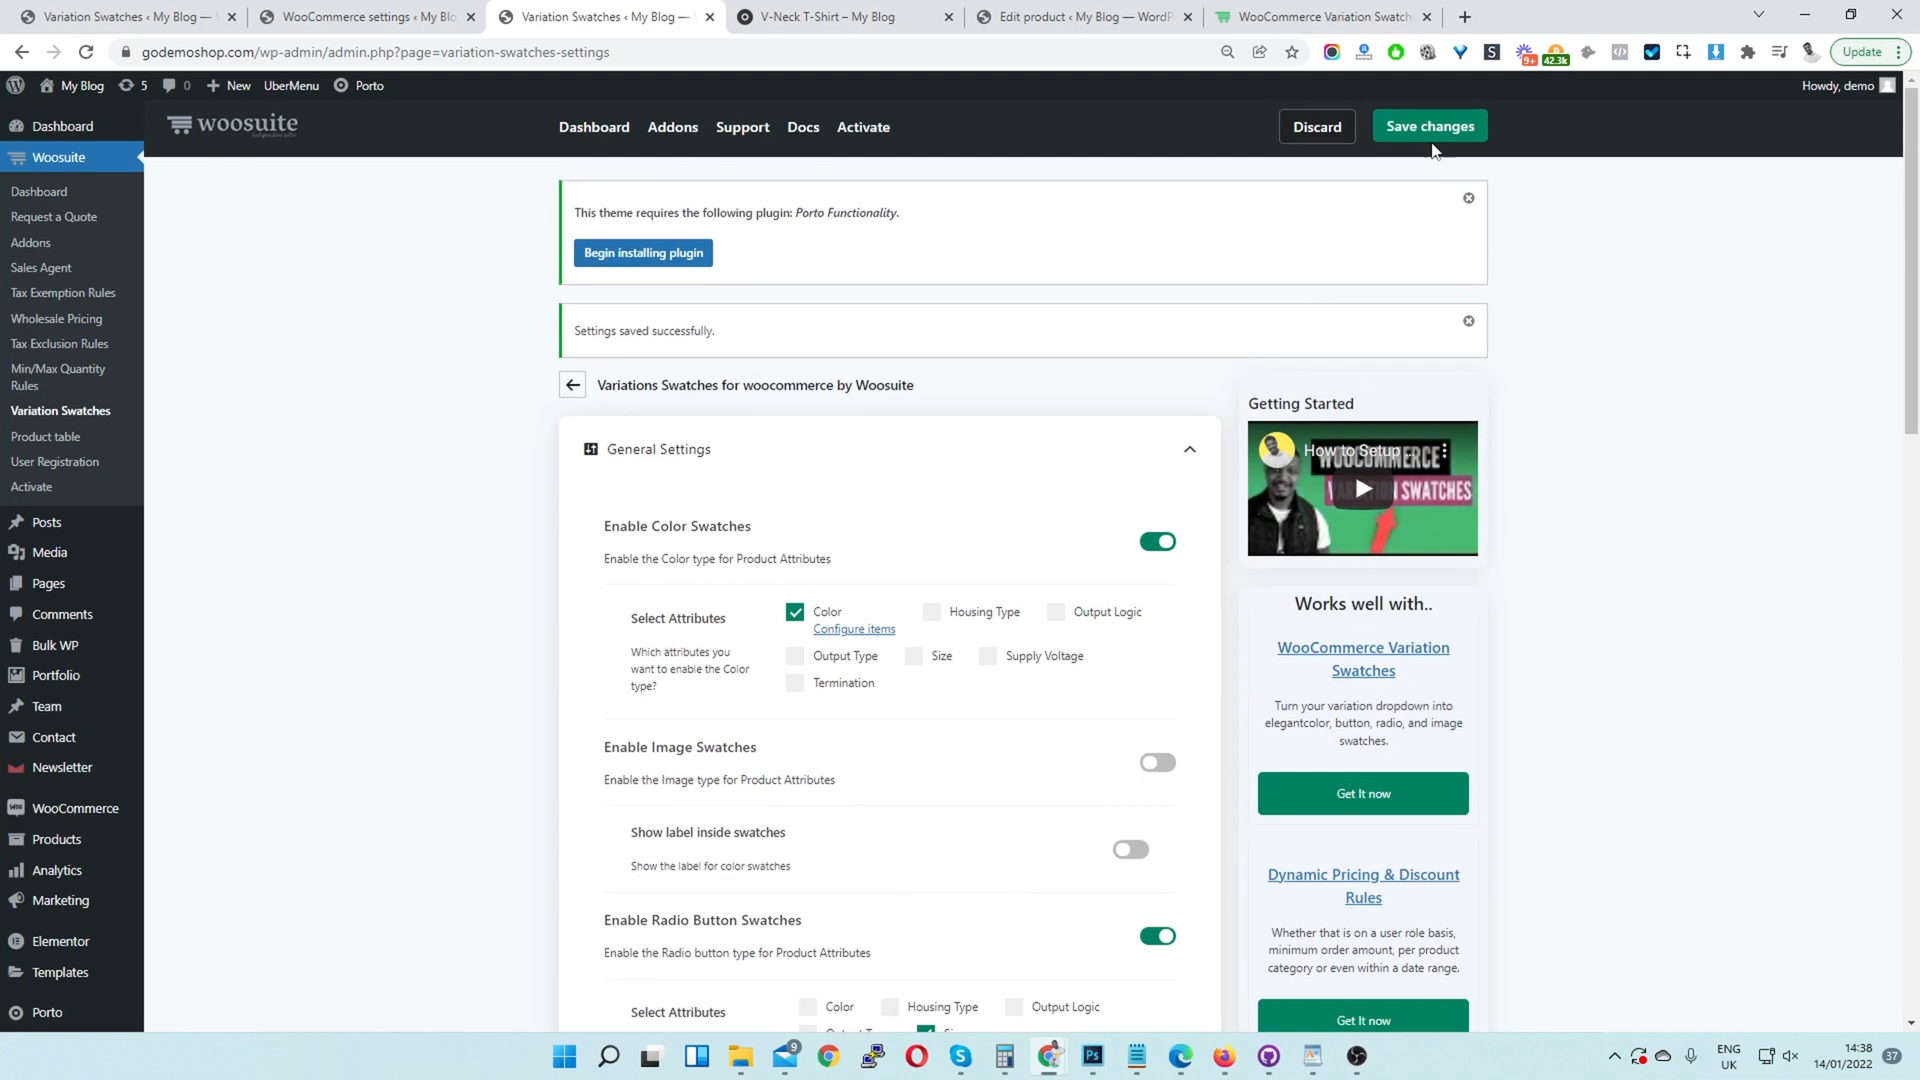 Variation Swatches ‹ My Blog —
WooCommerce settings ‹ My Blo
Variation Swatches ‹ My Blog —
V-Neck T-Shirt – My Blog
Edit product ‹ My Blog — WordP
WooCommerce Variation Swatch
godemoshop.com/wp-admin/admin.php?page=variation-swatches-settings
9+
42.3k
Update
My Blog
5
0
New
UberMenu
Porto
Howdy, demo
woosuite
Dashboard
Addons
Support
Docs
Activate
Discard
Save changes
Dashboard
Woosuite
Dashboard
Request a Quote
Addons
Sales Agent
Tax Exemption Rules
Wholesale Pricing
Tax Exclusion Rules
Min/Max Quantity
Rules
Variation Swatches
Product table
User Registration
Activate
Posts
Media
Pages
Comments
Bulk WP
Portfolio
Team
Contact
Newsletter
WooCommerce
Products
Analytics
Marketing
Elementor
Templates
Porto
This theme requires the following plugin: Porto Functionality.
Begin installing plugin
Settings saved successfully.
Variations Swatches for woocommerce by Woosuite
General Settings
Enable Color Swatches
Enable the Color type for Product Attributes
Select Attributes
Which attributes you
want to enable the Color
type?
Color
Configure items
Housing Type
Output Logic
Output Type
Size
Supply Voltage
Termination
Enable Image Swatches
Enable the Image type for Product Attributes
Show label inside swatches
Show the label for color swatches
Enable Radio Button Swatches
Enable the Radio button type for Product Attributes
Select Attributes
Color
Housing Type
Output Logic
Getting Started
How to Setup ...
WOOCOMMERCE
VARIATION SWATCHES
Works well with..
WooCommerce Variation
Swatches
Turn your variation dropdown into
elegantcolor, button, radio, and image
swatches.
Get It now
Dynamic Pricing & Discount
Rules
Whether that is on a user role basis,
minimum order amount, per product
category or even within a date range.
Get It now
9
Ps
ENG
UK
14:38
14/01/2022
37